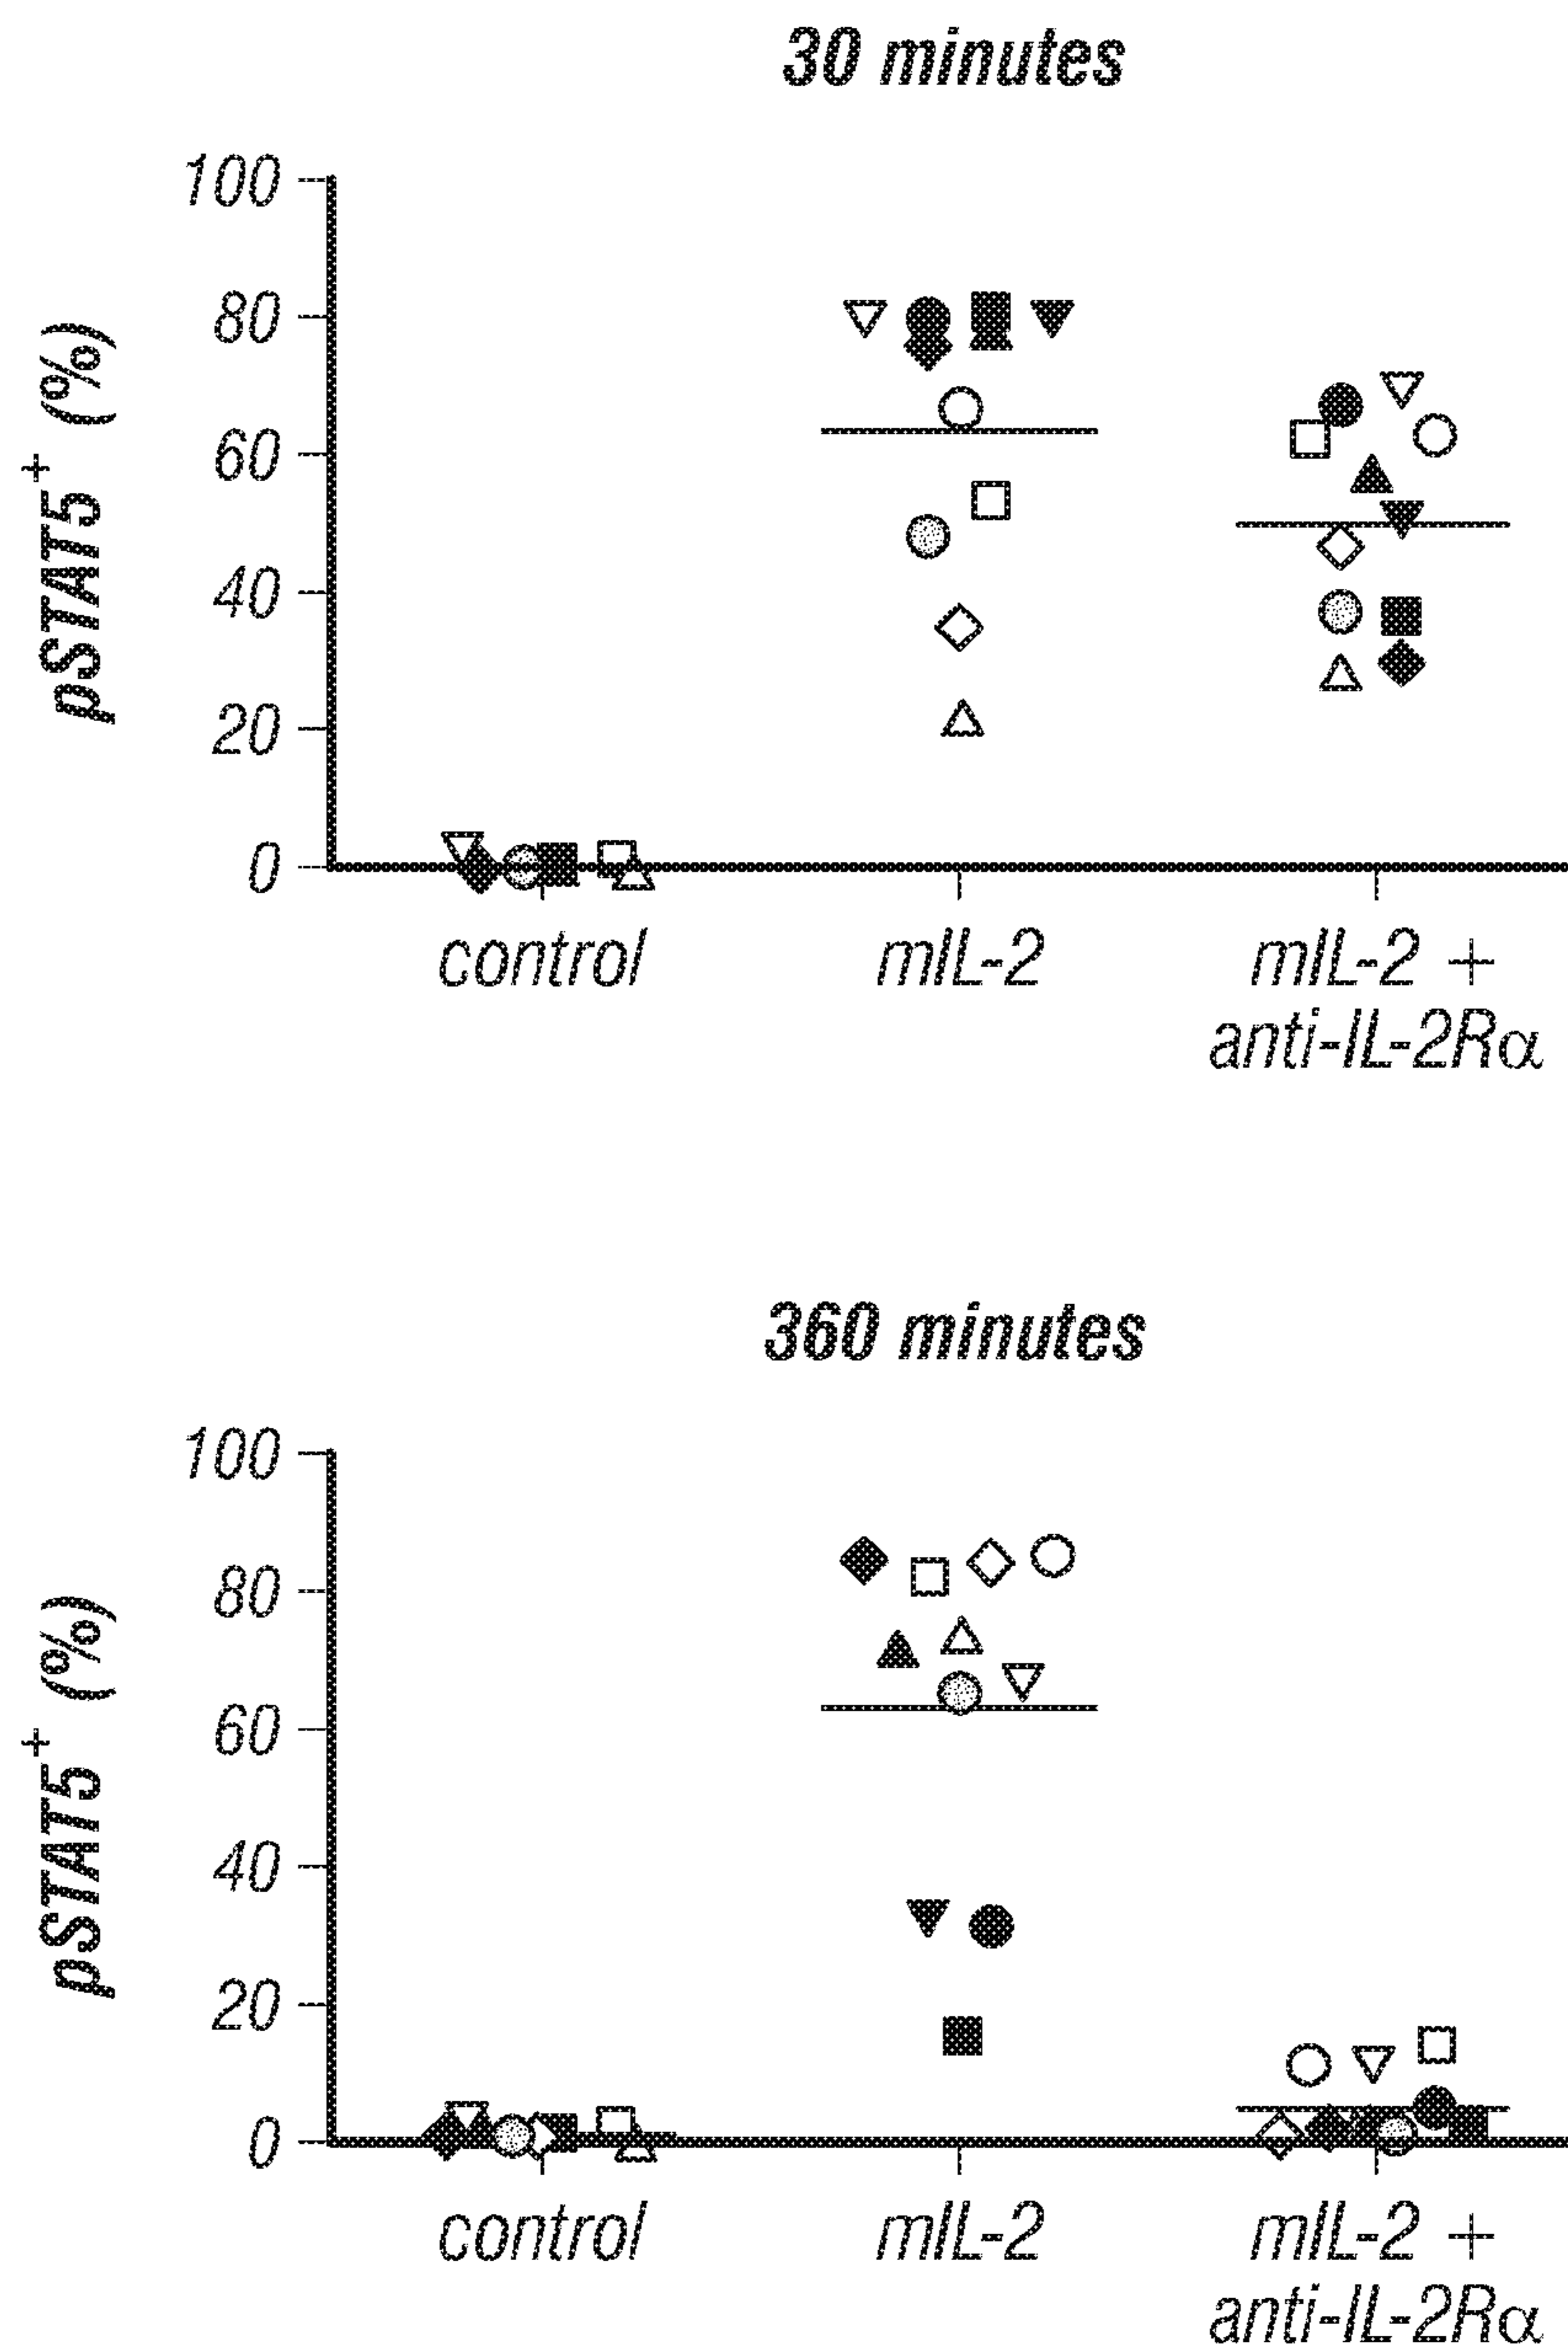 30 minutes
pSTAT5+ (%)
100
80
60
40
20
0
control
mIL-2
mIL-2 +
anti-IL-2Rα
360 minutes
pSTAT5+ (%)
100
80
60
40
20
0
control
mIL-2
mIL-2 +
anti-IL-2Rα